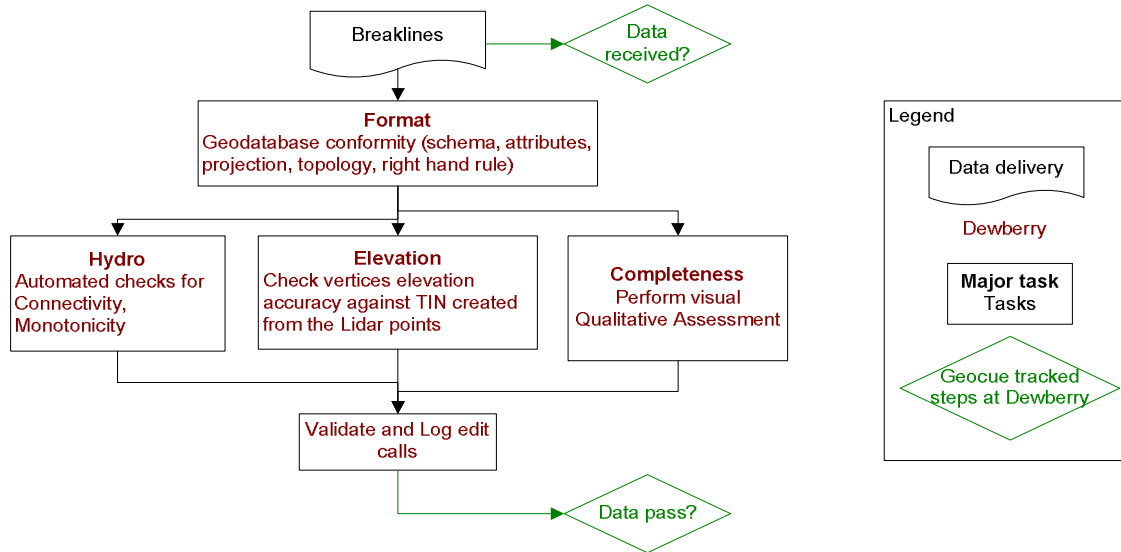 Breaklines
Data
received?
Format
Geodatabase conformity (schema, attributes,
projection, topology, right hand rule)
Hydro
Automated checks for
Connectivity,
Monotonicity
Elevation
Check vertices elevation
accuracy against TIN created
from the Lidar points
Completeness
Perform visual
Qualitative Assessment
Validate and Log edit
calls
Data pass?
Legend
Data delivery
Dewberry
Major task
Tasks
Geocue tracked
steps at Dewberry